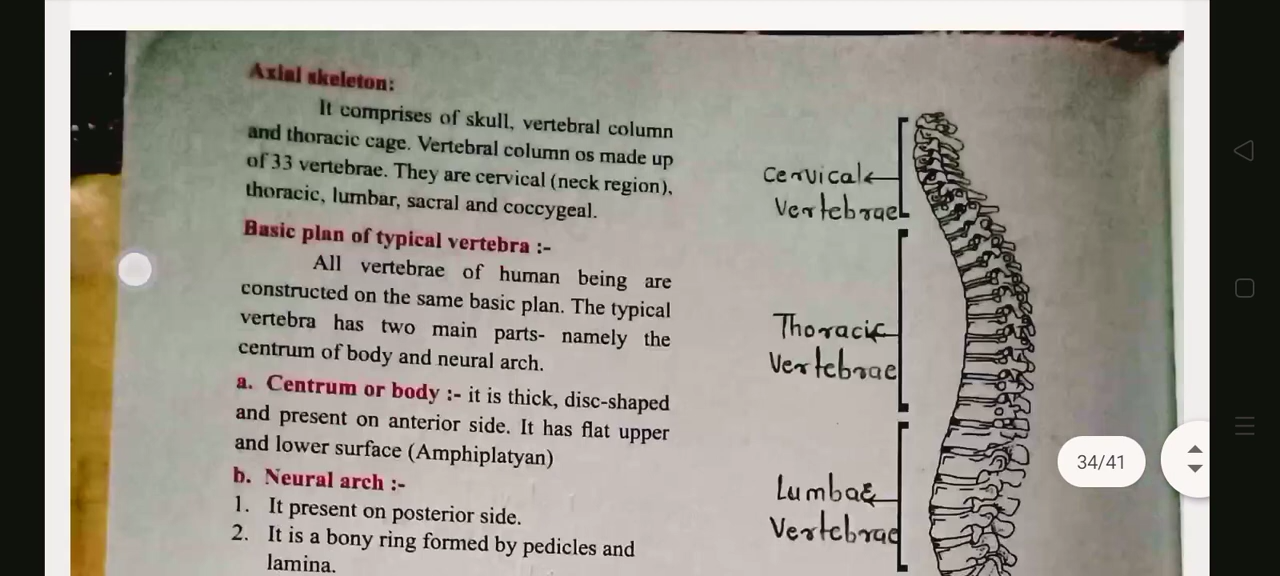 Axial skeleton:
It comprises of skull, vertebral column
and thoracic cage. Vertebral column os made up
of 33 vertebrae. They are cervical (neck region),
thoracic, lumbar, sacral and coccygeal.
Basic plan of typical vertebra :-
All vertebrae of human being are
constructed on the same basic plan. The typical
vertebra has two main parts- namely the
centrum of body and neural arch.
a. Centrum or body :- it is thick, disc-shaped
and present on anterior side. It has flat upper
and lower surface (Amphiplatyan)
b. Neural arch :-
1. It present on posterior side.
2. It is a bony ring formed by pedicles and
lamina.
Cervical
Vertebrae
Thoracic
Vertebrae
Lumbar
Vertebrae
34/41